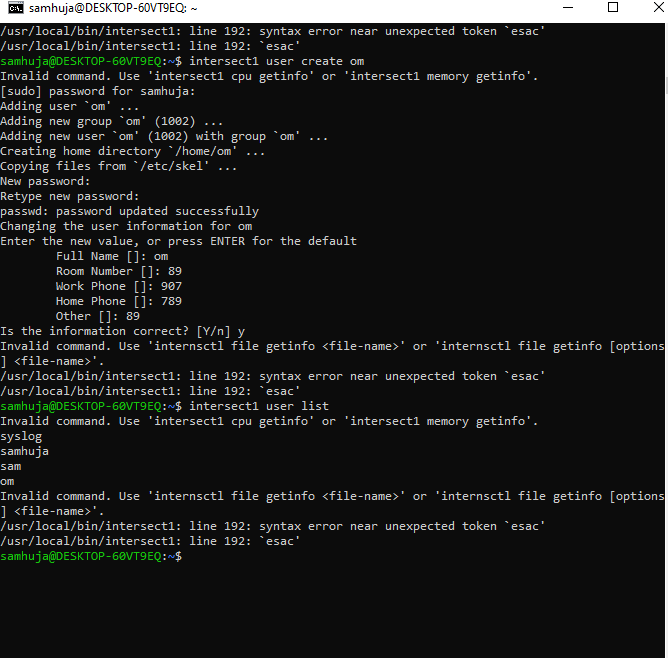 samhuja@DESKTOP-60VT9EQ: ~
/usr/local/bin/intersect1: line 192: syntax error near unexpected token `esac'
/usr/local/bin/intersect1: line 192: `esac'
samhuja@DESKTOP-60VT9EQ:~$ intersect1 user create om
Invalid command. Use 'intersect1 cpu getinfo' or 'intersect1 memory getinfo'.
[sudo] password for samhuja:
Adding user `om' ...
Adding new group `om' (1002) ...
Adding new user `om' (1002) with group `om' ...
Creating home directory `/home/om' ...
Copying files from `/etc/skel' ...
New password:
Retype new password:
passwd: password updated successfully
Changing the user information for om
Enter the new value, or press ENTER for the default
        Full Name []: om
        Room Number []: 89
        Work Phone []: 907
        Home Phone []: 789
        Other []: 89
Is the information correct? [Y/n] y
Invalid command. Use 'internsctl file getinfo <file-name>' or 'internsctl file getinfo [options
] <file-name>'.
/usr/local/bin/intersect1: line 192: syntax error near unexpected token `esac'
/usr/local/bin/intersect1: line 192: `esac'
samhuja@DESKTOP-60VT9EQ:~$ intersect1 user list
Invalid command. Use 'intersect1 cpu getinfo' or 'intersect1 memory getinfo'.
syslog
samhuja
sam
om
Invalid command. Use 'internsctl file getinfo <file-name>' or 'internsctl file getinfo [options
] <file-name>'.
/usr/local/bin/intersect1: line 192: syntax error near unexpected token `esac'
/usr/local/bin/intersect1: line 192: `esac'
samhuja@DESKTOP-60VT9EQ:~$